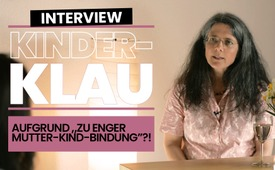 INTERVIEW
KINDER-
KLAU
AUFGRUND „ZU ENGER
MUTTER-KIND-BINDUNG"?!